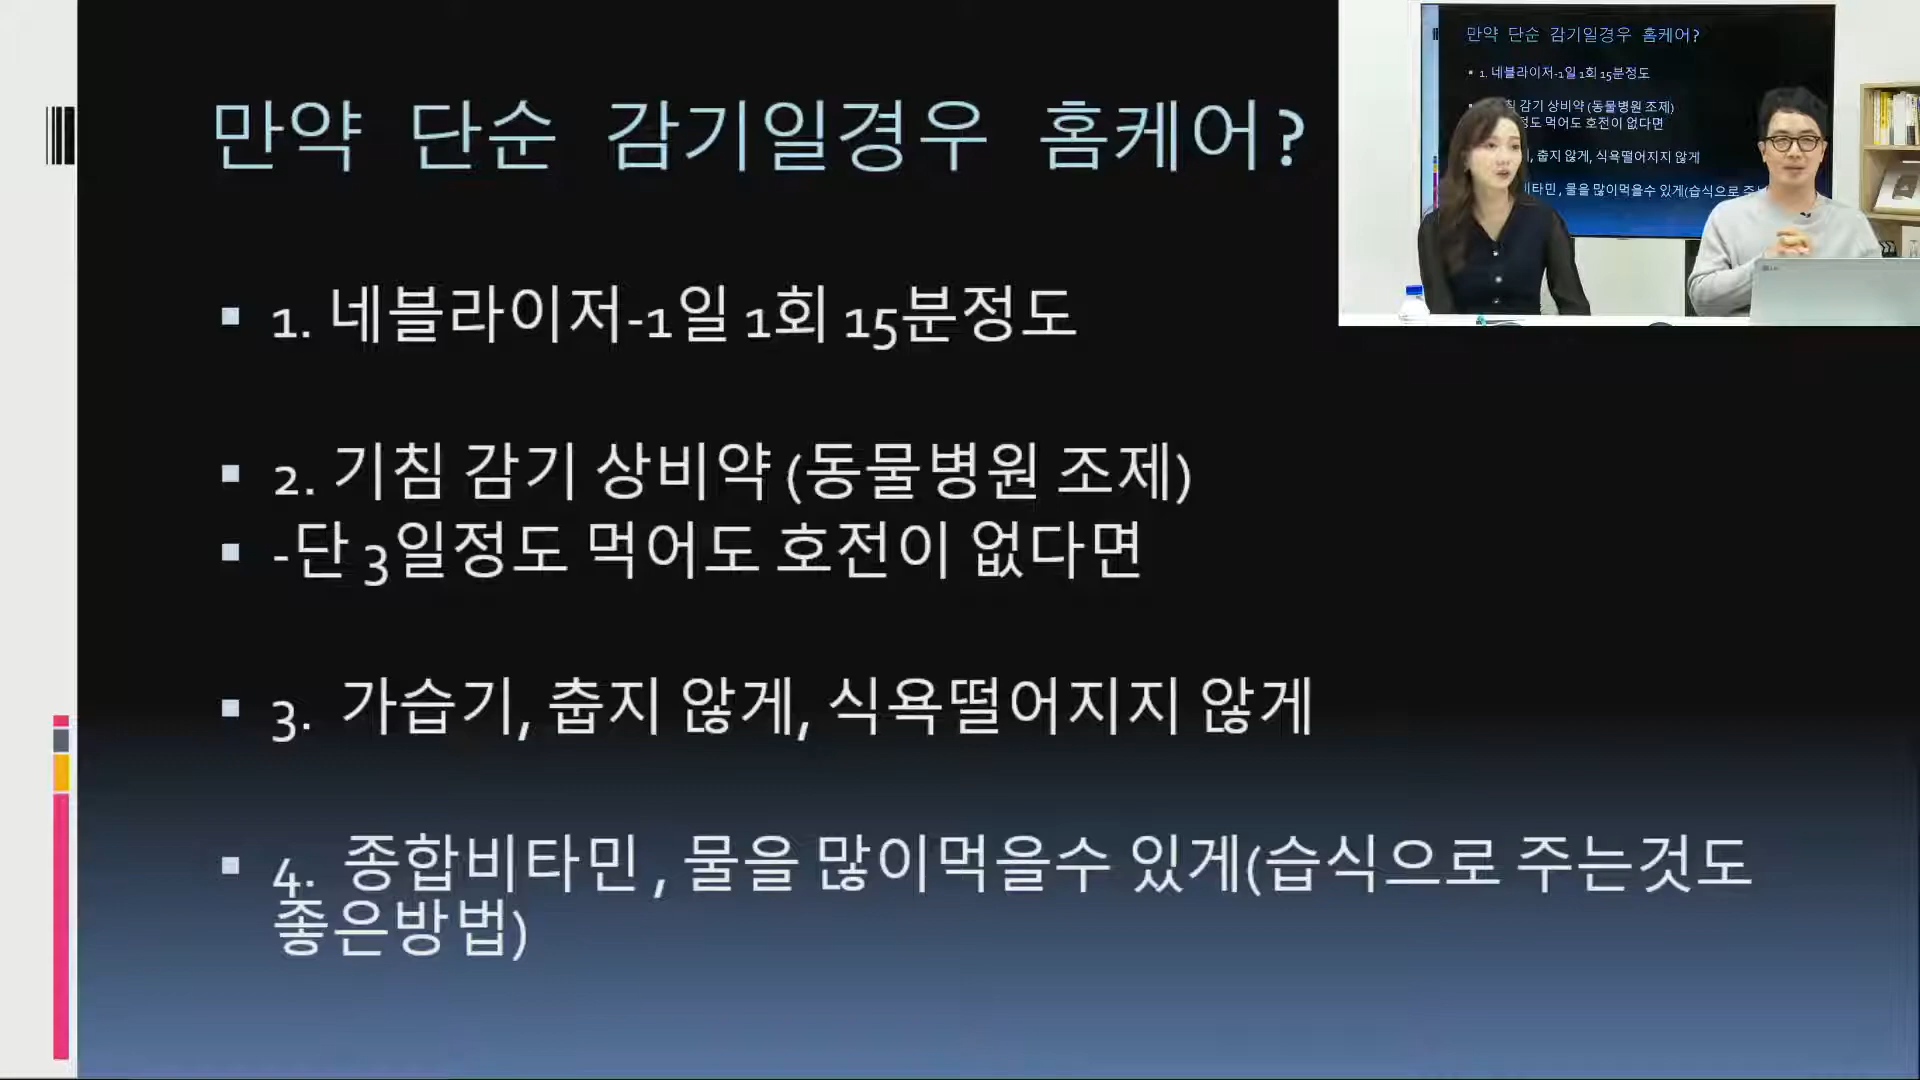 만약 단순 감기일경우 홈케어?
1. 네블라이저-1일 1회 15분정도
2. 기침 감기 상비약 (동물병원 조제)
-단 3일정도 먹어도 호전이 없다면
3. 가습기, 춥지 않게, 식욕떨어지지 않게
4. 종합비타민 , 물을 많이먹을수 있게(습식으로 주는것도
좋은방법)
만약 단순 감기일경우 홈케어?
1. 네블라이저-1일 1회 15분정도
감기 상비약 (동물병원 조제)
정도 먹어도 호전이 없다면
, 춥지 않게, 식욕떨어지지 않게
비타민 , 물을 많이먹을수 있게(습식으로